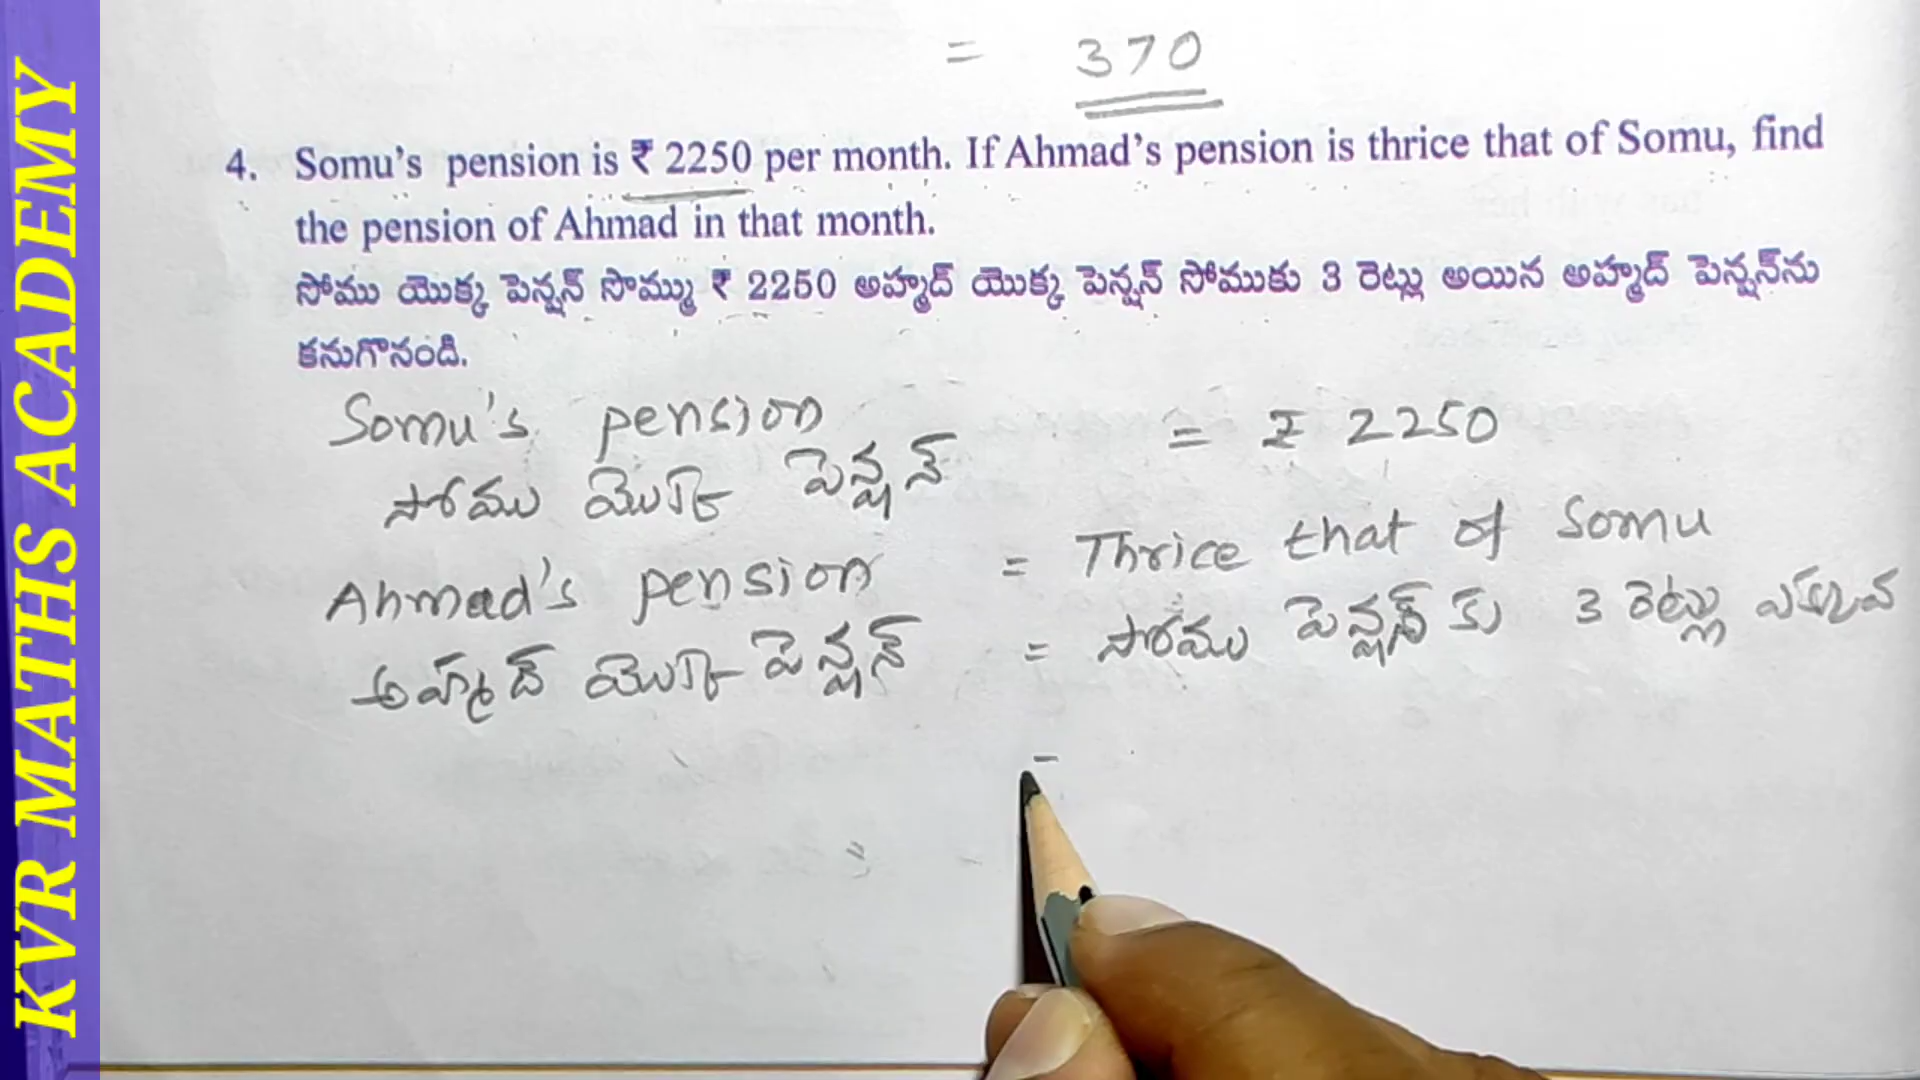 KVR MATHS ACADEMY
= 370
4. Somu's pension is ₹ 2250 per month. If Ahmad's pension is thrice that of Somu, find
the pension of Ahmad in that month.
సోము యొక్క పెన్షన్ సొమ్ము ₹ 2250 అహ్మద్ యొక్క పెన్షన్ సోముకు 3 రెట్లు అయిన అహ్మద్ పెన్షన్‌ను
కనుగొనండి.
Somu's pension = ₹ 2250
సోము యొక్క పెన్షన్
Ahmad's pension = Thrice that of Somu
అహ్మద్ యొక్క పెన్షన్ = సోము పెన్షన్ కు 3 రెట్లు ఎక్కువ